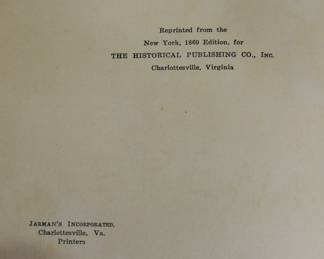 Reprinted from the
New York, 1869 Edition, for
THE HISTORICAL PUBLISHING CO., INC.
Charlottesville, Virginia
JARMAN'S INCORPORATED,
Charlottesville, Va.
Printers